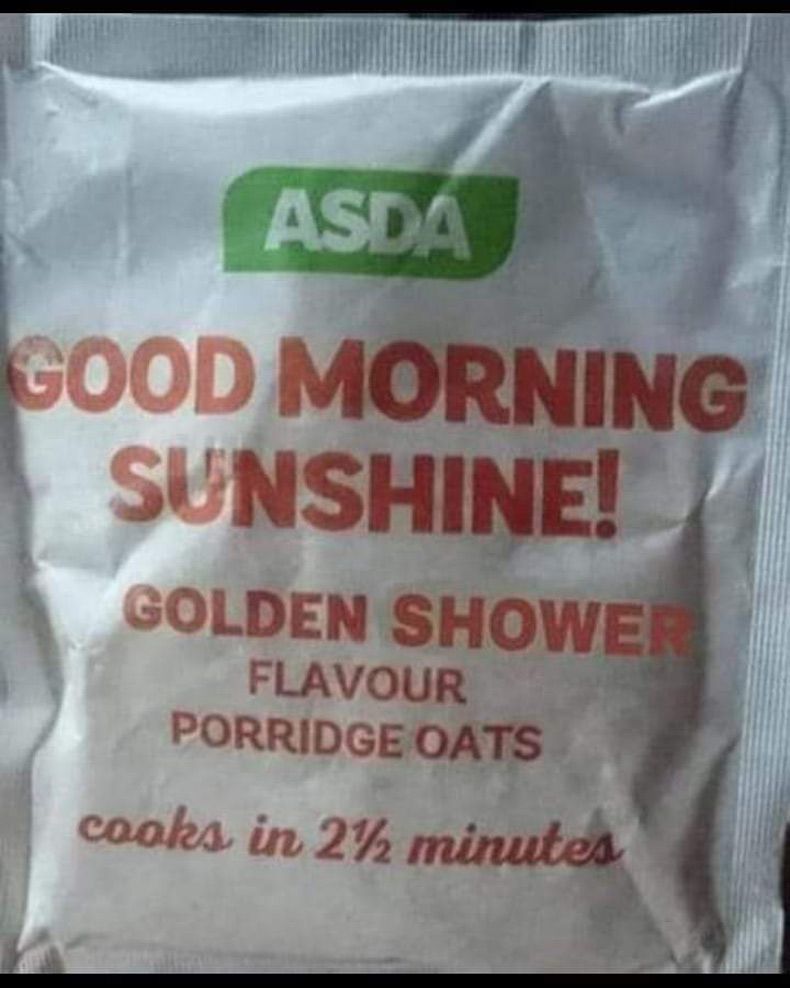 ASDA
GOOD MORNING
SUNSHINE!
GOLDEN SHOWER
FLAVOUR
PORRIDGE OATS
cooks in 2½ minutes